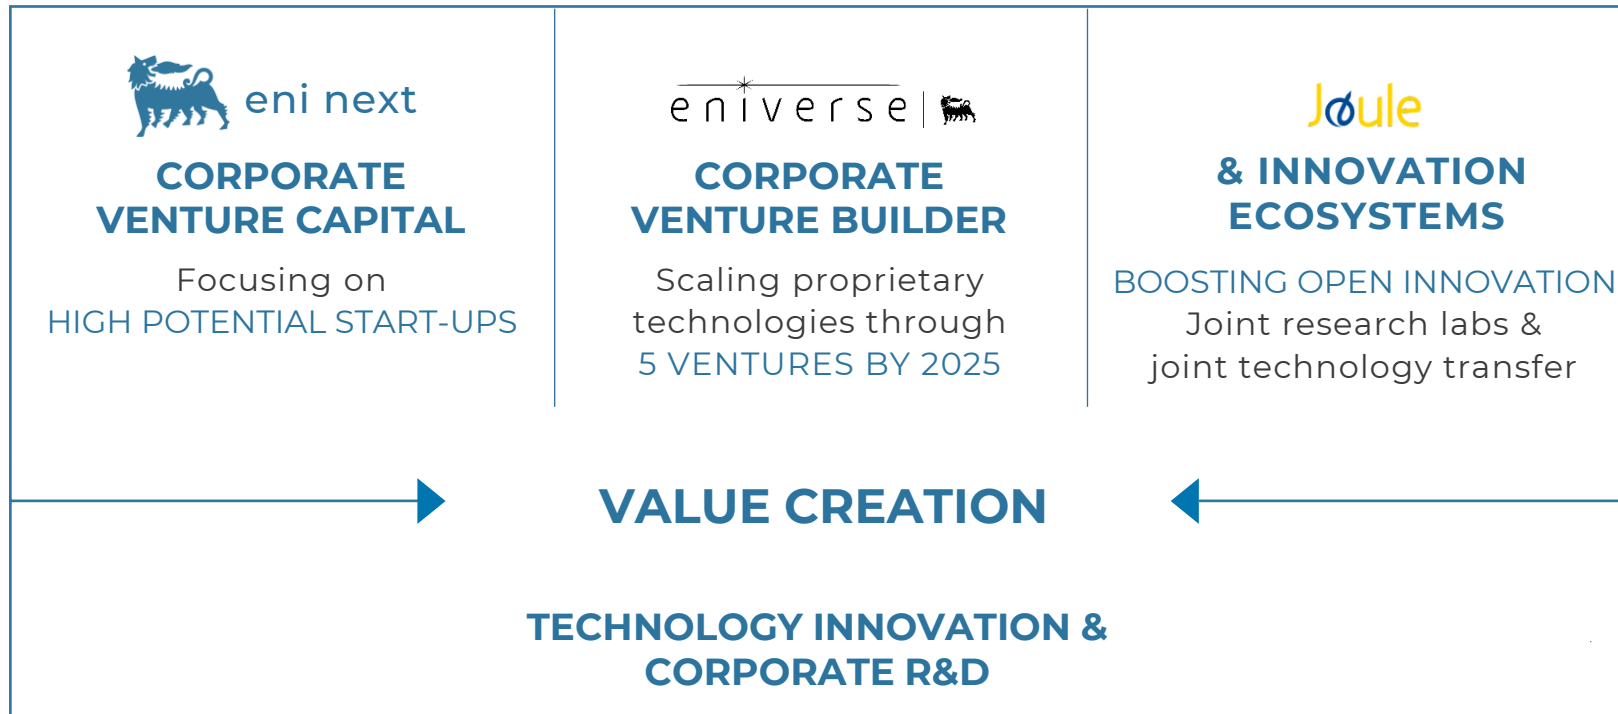 eni next
CORPORATE
VENTURE CAPITAL
Focusing on
HIGH POTENTIAL START-UPS
eniverse
CORPORATE
VENTURE BUILDER
Scaling proprietary
technologies through
5 VENTURES BY 2025
Joule
& INNOVATION
ECOSYSTEMS
BOOSTING OPEN INNOVATION
Joint research labs &
joint technology transfer
VALUE CREATION
TECHNOLOGY INNOVATION &
CORPORATE R&D